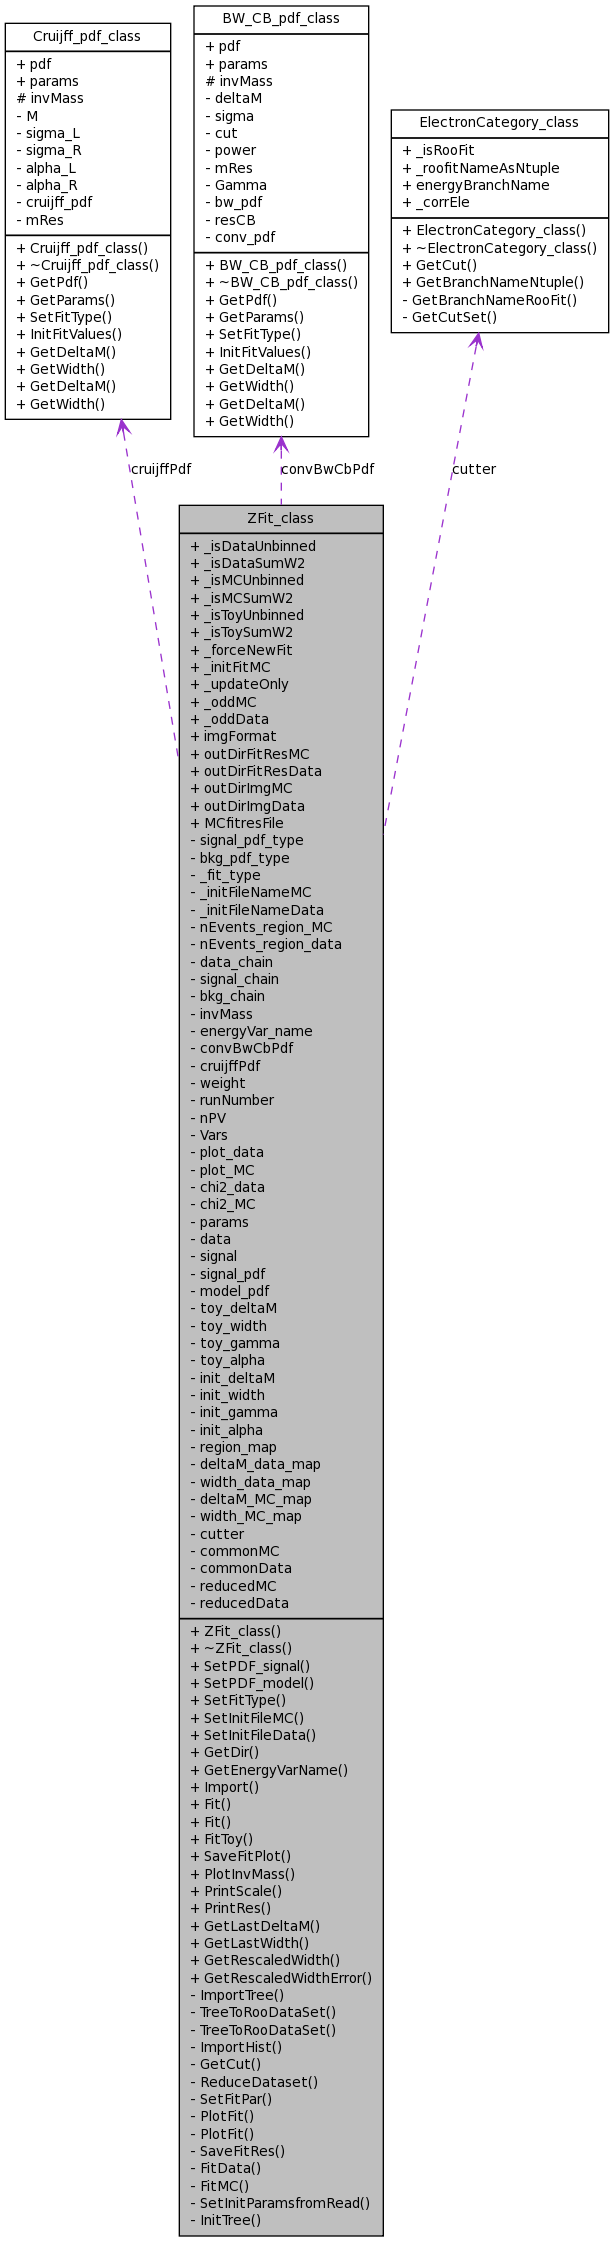 Cruijff_pdf_class
+ pdf
+ params
# invMass
- M
- sigma_L
- sigma_R
- alpha_L
- alpha_R
- cruijff_pdf
- mRes
+ Cruijff_pdf_class()
+ ~Cruijff_pdf_class()
+ GetPdf()
+ GetParams()
+ SetFitType()
+ InitFitValues()
+ GetDeltaM()
+ GetWidth()
+ GetDeltaM()
+ GetWidth()
BW_CB_pdf_class
+ pdf
+ params
# invMass
- deltaM
- sigma
- cut
- power
- mRes
- Gamma
- bw_pdf
- resCB
- conv_pdf
+ BW_CB_pdf_class()
+ ~BW_CB_pdf_class()
+ GetPdf()
+ GetParams()
+ SetFitType()
+ InitFitValues()
+ GetDeltaM()
+ GetWidth()
+ GetDeltaM()
+ GetWidth()
ElectronCategory_class
+ _isRooFit
+ _roofitNameAsNtuple
+ energyBranchName
+ _corrEle
+ ElectronCategory_class()
+ ~ElectronCategory_class()
+ GetCut()
+ GetBranchNameNtuple()
- GetBranchNameRooFit()
- GetCutSet()
cruijffPdf
convBwCbPdf
cutter
ZFit_class
+ _isDataUnbinned
+ _isDataSumW2
+ _isMCUnbinned
+ _isMCSumW2
+ _isToyUnbinned
+ _isToySumW2
+ _forceNewFit
+ _initFitMC
+ _updateOnly
+ _oddMC
+ _oddData
+ imgFormat
+ outDirFitResMC
+ outDirFitResData
+ outDirImgMC
+ outDirImgData
+ MCfitresFile
- signal_pdf_type
- bkg_pdf_type
- _fit_type
- _initFileNameMC
- _initFileNameData
- nEvents_region_MC
- nEvents_region_data
- data_chain
- signal_chain
- bkg_chain
- invMass
- energyVar_name
- convBwCbPdf
- cruijffPdf
- weight
- runNumber
- nPV
- Vars
- plot_data
- plot_MC
- chi2_data
- chi2_MC
- params
- data
- signal
- signal_pdf
- model_pdf
- toy_deltaM
- toy_width
- toy_gamma
- toy_alpha
- init_deltaM
- init_width
- init_gamma
- init_alpha
- region_map
- deltaM_data_map
- width_data_map
- deltaM_MC_map
- width_MC_map
- cutter
- commonMC
- commonData
- reducedMC
- reducedData
+ ZFit_class()
+ ~ZFit_class()
+ SetPDF_signal()
+ SetPDF_model()
+ SetFitType()
+ SetInitFileMC()
+ SetInitFileData()
+ GetDir()
+ GetEnergyVarName()
+ Import()
+ Fit()
+ Fit()
+ FitToy()
+ SaveFitPlot()
+ PlotInvMass()
+ PrintScale()
+ PrintRes()
+ GetLastDeltaM()
+ GetLastWidth()
+ GetRescaledWidth()
+ GetRescaledWidthError()
- ImportTree()
- TreeToRooDataSet()
- TreeToRooDataSet()
- ImportHist()
- GetCut()
- ReduceDataset()
- SetFitPar()
- PlotFit()
- PlotFit()
- SaveFitRes()
- FitData()
- FitMC()
- SetInitParamsfromRead()
- InitTree()